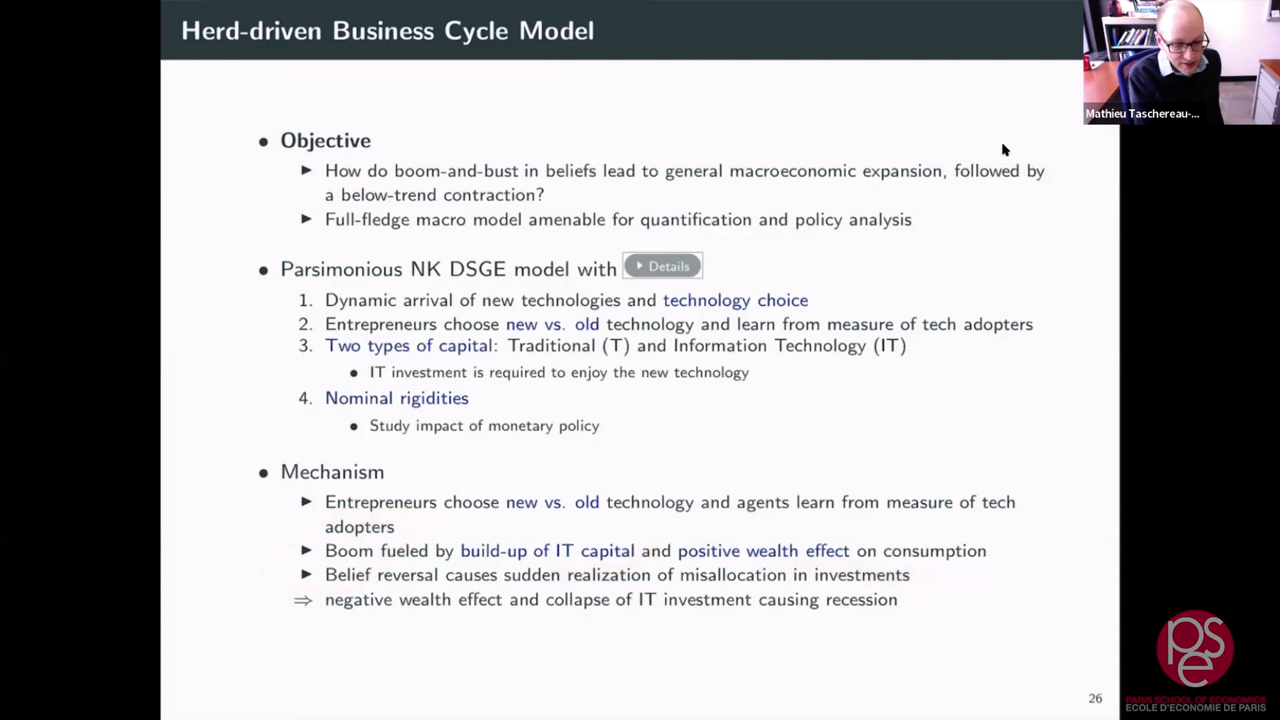 Herd-driven Business Cycle Model
Mathieu Taschereau-...
• Objective
▶ How do boom-and-bust in beliefs lead to general macroeconomic expansion, followed by
a below-trend contraction?
▶ Full-fledge macro model amenable for quantification and policy analysis
• Parsimonious NK DSGE model with ▶ Details
1. Dynamic arrival of new technologies and technology choice
2. Entrepreneurs choose new vs. old technology and learn from measure of tech adopters
3. Two types of capital: Traditional (T) and Information Technology (IT)
• IT investment is required to enjoy the new technology
4. Nominal rigidities
• Study impact of monetary policy
• Mechanism
▶ Entrepreneurs choose new vs. old technology and agents learn from measure of tech
adopters
▶ Boom fueled by build-up of IT capital and positive wealth effect on consumption
▶ Belief reversal causes sudden realization of misallocation in investments
⇒ negative wealth effect and collapse of IT investment causing recession
26
pse
PARIS SCHOOL OF ECONOMICS
ECOLE D'ECONOMIE DE PARIS